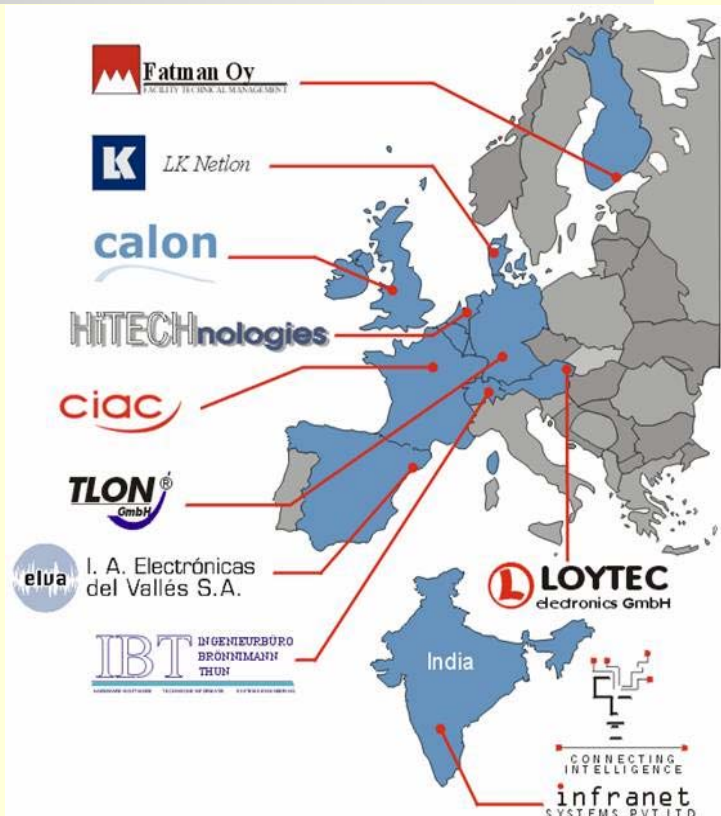 Fatman Oy
FACILITY TECHNICAL MANAGEMENT
LK
LK Netlon
calon
HiTECHnologies
ciac
TLON®
GmbH
elva
I. A. Electrónicas
del Vallés S.A.
LOYTEC
electronics GmbH
IBT
INGENIEURBÜRO
BRÖNNIMANN
THUN
India
CONNECTING
INTELLIGENCE
infranet
SYSTEMS PVT LTD